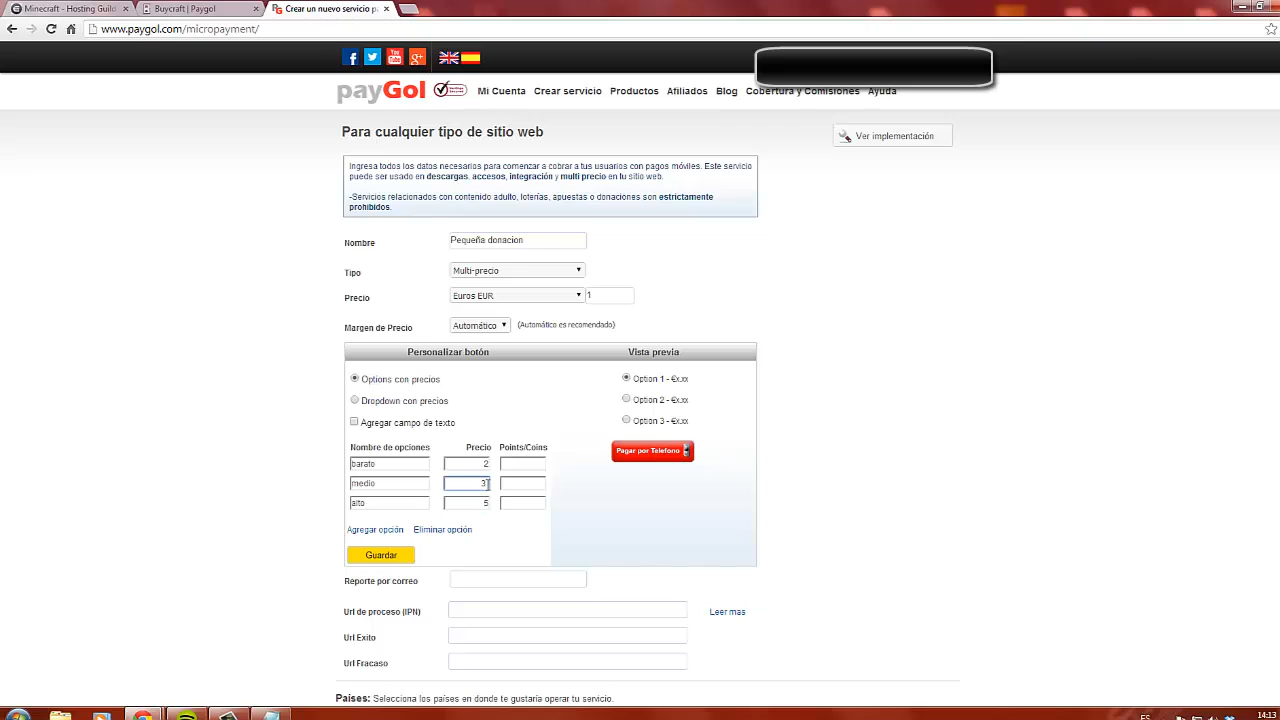 Minecraft - Hosting Guild
Buycraft | Paygol
Crear un nuevo servicio p
www.paygol.com/micropayment/
payGol
Mi Cuenta Crear servicio Productos Afiliados Blog Cobertura y Comisiones Ayuda
Para cualquier tipo de sitio web
Ver implementación
Ingresa todos los datos necesarios para comenzar a cobrar a tus usuarios con pagos móviles. Este servicio
puede ser usado en descargas, accesos, integración y multi precio en tu sitio web.
-Servicios relacionados con contenido adulto, loterías, apuestas o donaciones son estrictamente
prohibidos.
Nombre Pequeña donacion
Tipo Multi-precio
Precio Euros EUR 1
Margen de Precio Automático (Automático es recomendado)
Personalizar botón Vista previa
Options con precios Option 1 - €x.xx
Dropdown con precios Option 2 - €x.xx
Agregar campo de texto Option 3 - €x.xx
Nombre de opciones Precio Points/Coins
Pagar por Telefono
barato 2
medio 3
alto 5
Agregar opción Eliminar opción
Guardar
Reporte por correo
Url de proceso (IPN) Leer mas
Url Exito
Url Fracaso
Países: Selecciona los países en donde te gustaría operar tu servicio.
ES 14:13